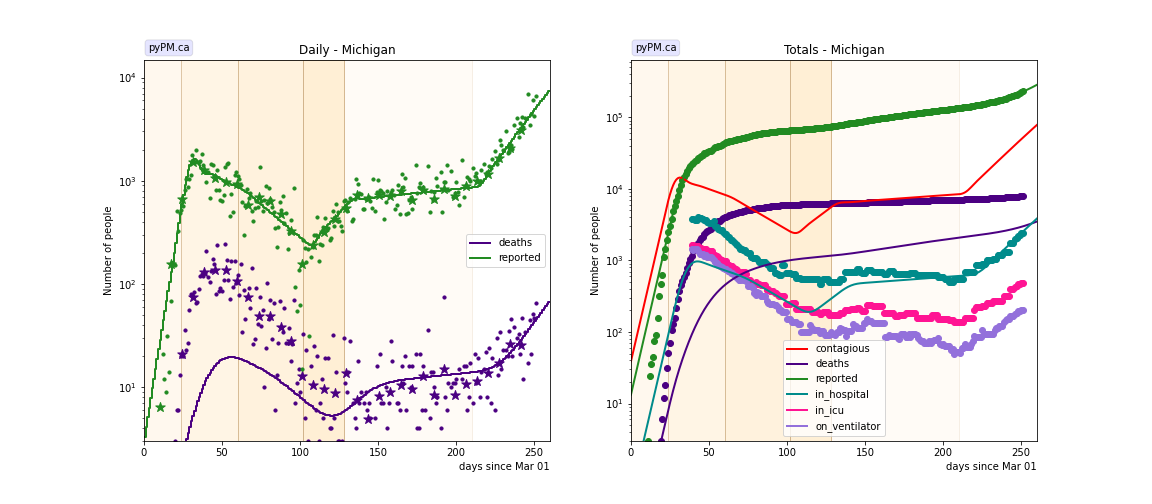 pyPM.ca
Daily - Michigan
Number of people
10⁴
10³
10²
10¹
deaths
reported
0
50
100
150
200
250
days since Mar 01
pyPM.ca
Totals - Michigan
Number of people
10⁵
10⁴
10³
10²
10¹
contagious
deaths
reported
in_hospital
in_icu
on_ventilator
0
50
100
150
200
250
days since Mar 01